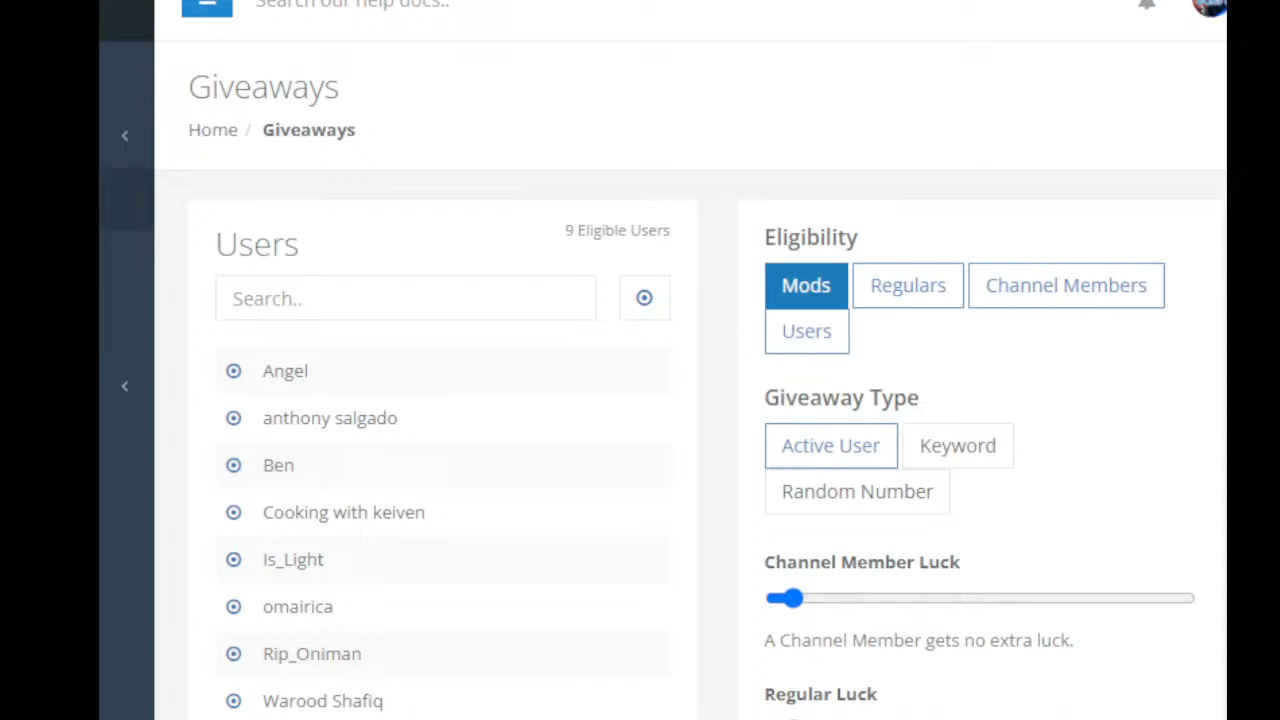 Search our help docs..
Giveaways
Home / Giveaways
Users
9 Eligible Users
Search..
Angel
anthony salgado
Ben
Cooking with keiven
Is_Light
omairica
Rip_Oniman
Warood Shafiq
Eligibility
Mods Regulars Channel Members
Users
Giveaway Type
Active User Keyword
Random Number
Channel Member Luck
A Channel Member gets no extra luck.
Regular Luck